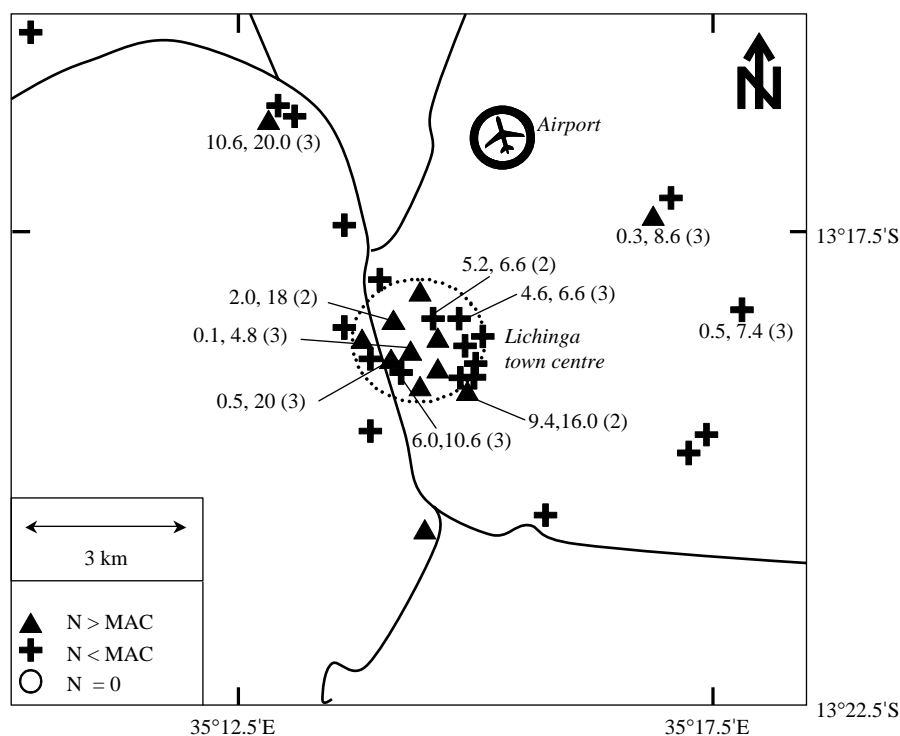 N
Airport
10.6, 20.0 (3)
0.3, 8.6 (3)
13°17.5'S
5.2, 6.6 (2)
2.0, 18 (2)
4.6, 6.6 (3)
0.1, 4.8 (3)
Lichinga
town centre
0.5, 7.4 (3)
0.5, 20 (3)
9.4,16.0 (2)
6.0,10.6 (3)
3 km
N > MAC
N < MAC
N = 0
13°22.5'S
35°12.5'E
35°17.5'E